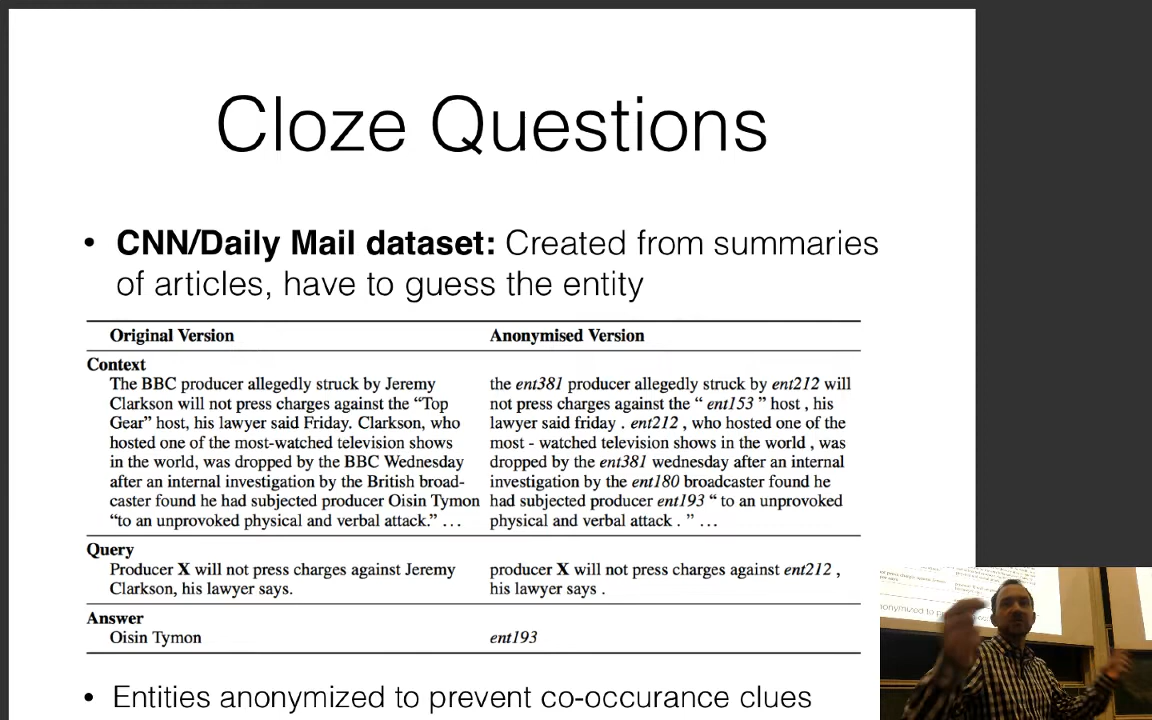 Cloze Questions
• CNN/Daily Mail dataset: Created from summaries
of articles, have to guess the entity
Original Version Anonymised Version
Context
The BBC producer allegedly struck by Jeremy the ent381 producer allegedly struck by ent212 will
Clarkson will not press charges against the “Top not press charges against the “ ent153 ” host , his
Gear” host, his lawyer said Friday. Clarkson, who lawyer said friday . ent212 , who hosted one of the
hosted one of the most-watched television shows most - watched television shows in the world , was
in the world, was dropped by the BBC Wednesday dropped by the ent381 wednesday after an internal
after an internal investigation by the British broad- investigation by the ent180 broadcaster found he
caster found he had subjected producer Oisin Tymon had subjected producer ent193 “ to an unprovoked
“to an unprovoked physical and verbal attack.” … physical and verbal attack . ” …
Query
Producer X will not press charges against Jeremy producer X will not press charges against ent212 ,
Clarkson, his lawyer says. his lawyer says .
Answer
Oisin Tymon ent193
• Entities anonymized to prevent co-occurance clues